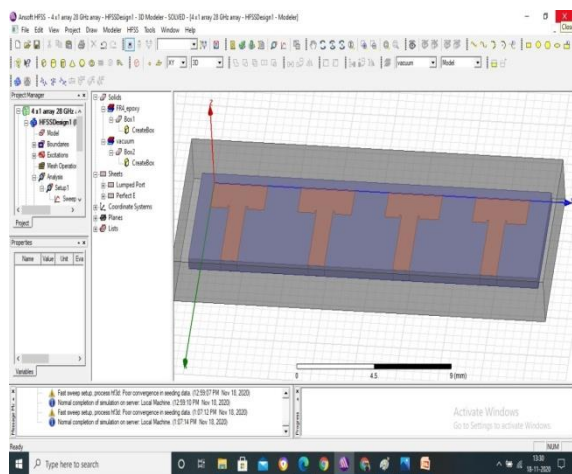 Ansoft HFSS - 4 x1 array 28 GHz array - HFSSDesign1 - 3D Modeler - SOLVED - [4 x1 array 28 GHz array - HFSSDesign1 - Modeler]
File Edit View Project Draw Modeler HFSS Tools Window Help
Clos
vacuum
Model
XY
3D
Project Manager
4 x1 array 28 GHz
HFSSDesign1
Model
Boundaries
Excitations
Mesh Operation
Analysis
Setup1
Sweep
Project
Solids
FR4_epoxy
Box1
CreateBox
vacuum
Box2
CreateBox
Sheets
Lumped Port
Perfect E
Coordinate Systems
Planes
Lists
Properties
Name Value Unit Eva
Variables
0 4.5 9 (mm)
Fast sweep setup, process hf3d: Poor convergence in seeding data. (12:59:07 PM Nov 18, 2020)
Normal completion of simulation on server: Local Machine. (12:59:10 PM Nov 18, 2020)
Fast sweep setup, process hf3d: Poor convergence in seeding data. (1:07:12 PM Nov 18, 2020)
Normal completion of simulation on server: Local Machine. (1:07:14 PM Nov 18, 2020)
Progress
Activate Windows
Go to Settings to activate Windows.
Ready
NUM
Type here to search
13:30
18-11-2020